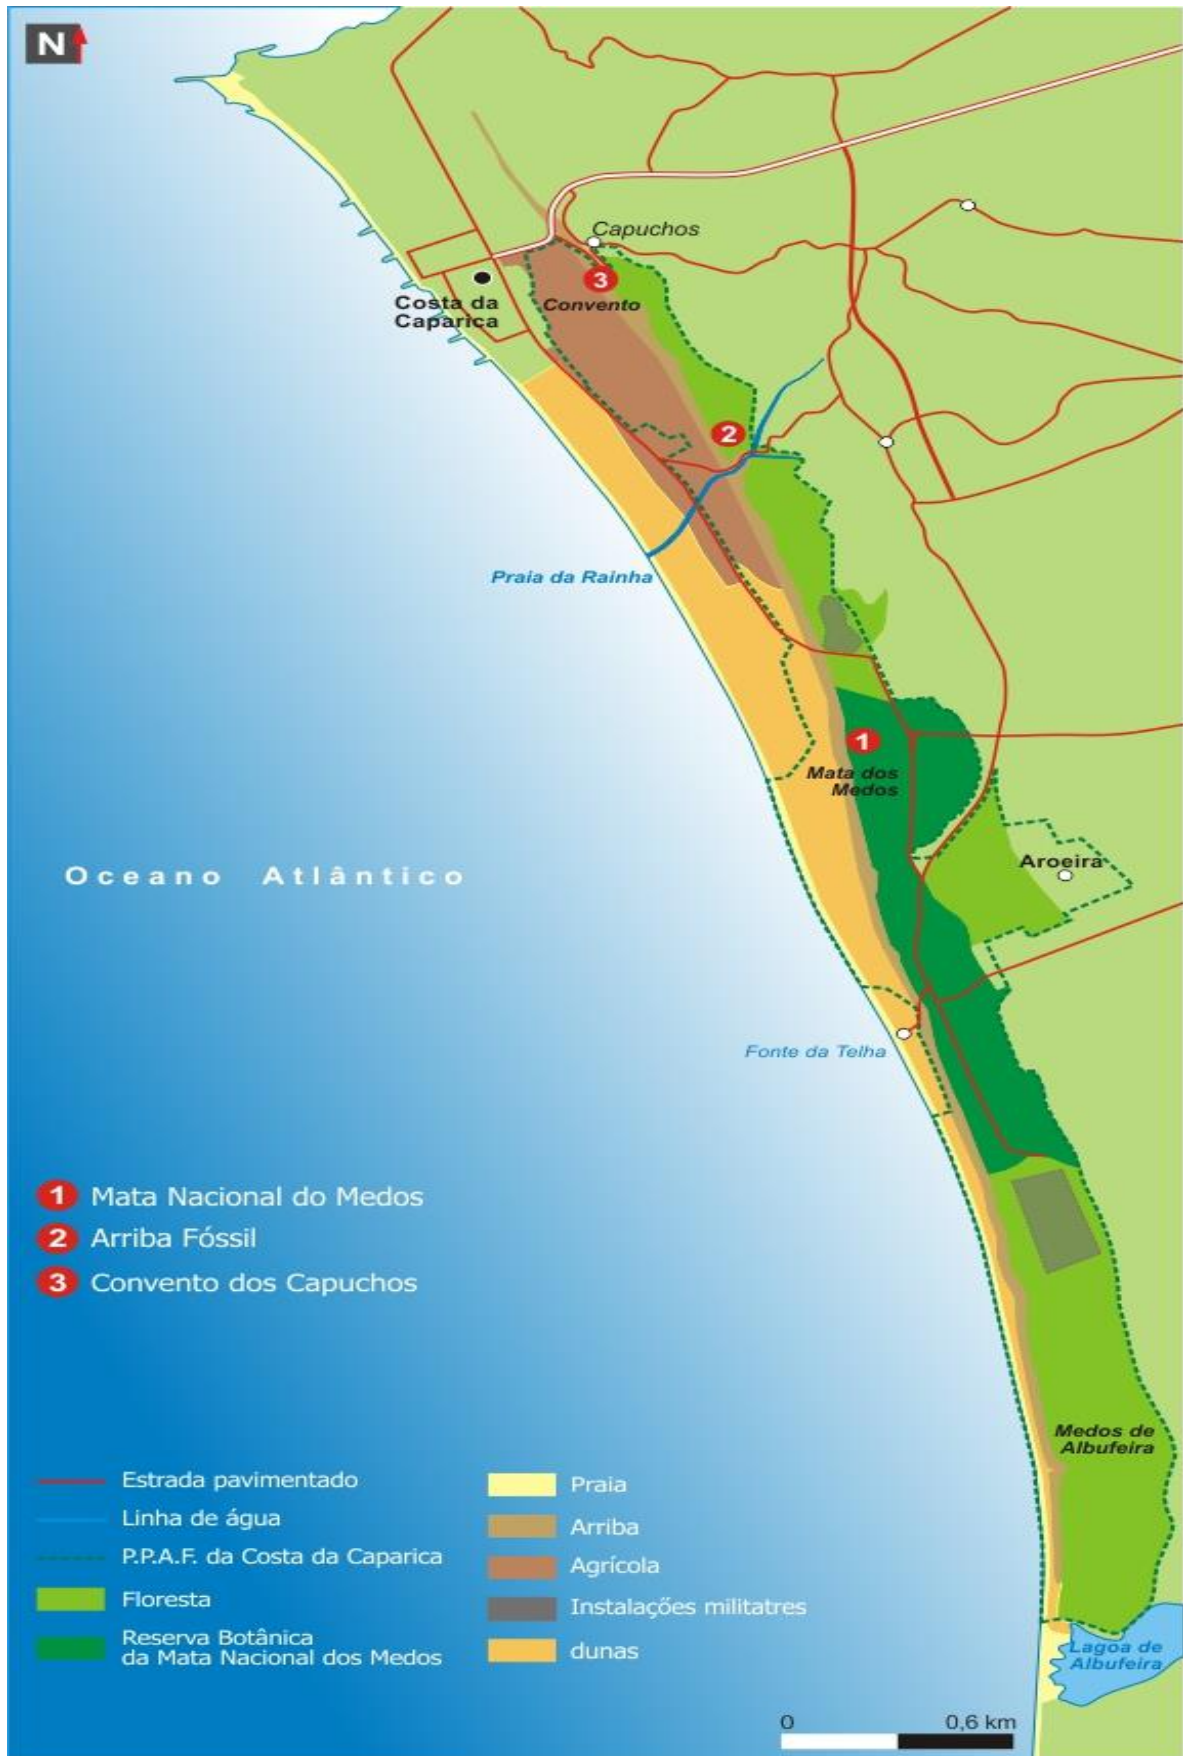 N
Capuchos
3
Convento
Costa da
Caparica
2
Praia da Rainha
1
Mata dos
Medos
Oceano Atlântico
Aroeira
Fonte da Telha
1 Mata Nacional do Medos
2 Arriba Fóssil
3 Convento dos Capuchos
Medos de
Albufeira
Estrada pavimentado
Linha de água
P.P.A.F. da Costa da Caparica
Floresta
Reserva Botânica
da Mata Nacional dos Medos
Praia
Arriba
Agrícola
Instalações militatres
dunas
Lagoa de
Albufeira
0 0,6 km